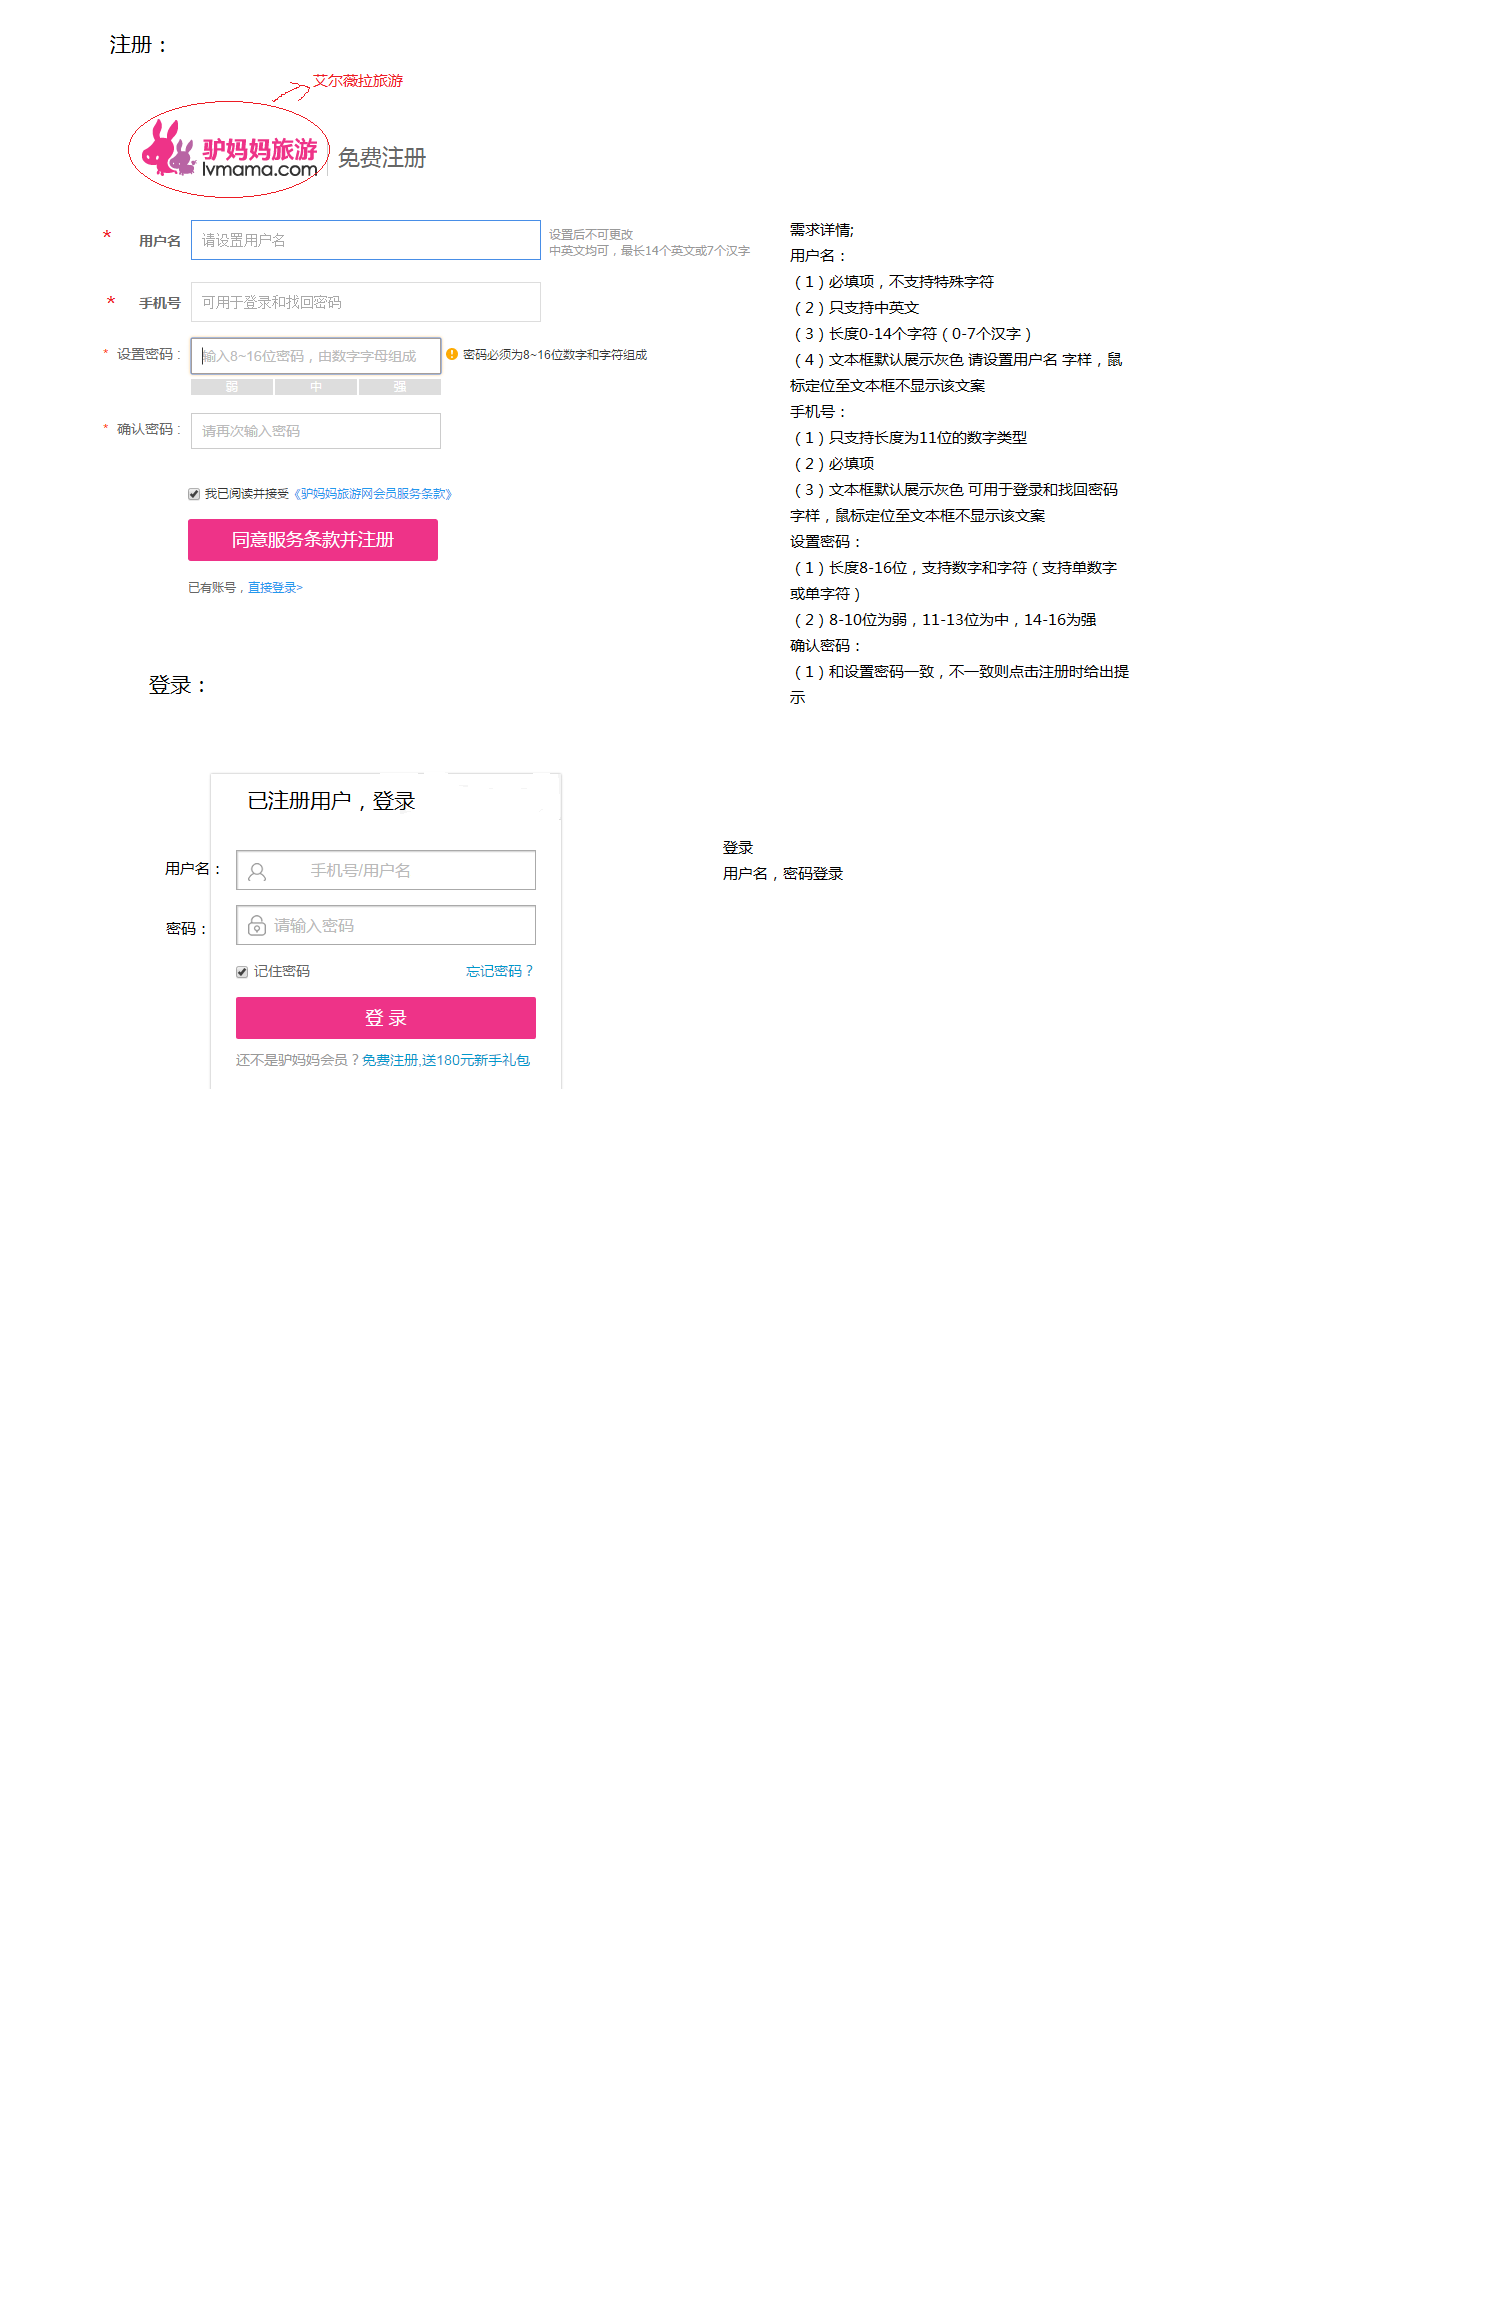 注册：
艾尔薇拉旅游
驴妈妈旅游
lvmama.com
免费注册
* 用户名 请设置用户名
设置后不可更改
中英文均可，最长14个英文或7个汉字
* 手机号 可用于登录和找回密码
* 设置密码： 输入8~16位密码，由数字字母组成 密码必须为8~16位数字和字符组成
弱 中 强
* 确认密码： 请再次输入密码
我已阅读并接受《驴妈妈旅游网会员服务条款》
同意服务条款并注册
已有账号，直接登录>
需求详情;
用户名：
（1）必填项，不支持特殊字符
（2）只支持中英文
（3）长度0-14个字符（0-7个汉字）
（4）文本框默认展示灰色 请设置用户名 字样，鼠
标定位至文本框不显示该文案
手机号：
（1）只支持长度为11位的数字类型
（2）必填项
（3）文本框默认展示灰色 可用于登录和找回密码
字样，鼠标定位至文本框不显示该文案
设置密码：
（1）长度8-16位，支持数字和字符（支持单数字
或单字符）
（2）8-10位为弱，11-13位为中，14-16为强
确认密码：
（1）和设置密码一致，不一致则点击注册时给出提
示
登录：
已注册用户，登录
用户名： 手机号/用户名
密码： 请输入密码
记住密码 忘记密码？
登 录
还不是驴妈妈会员？免费注册,送180元新手礼包
登录
用户名，密码登录